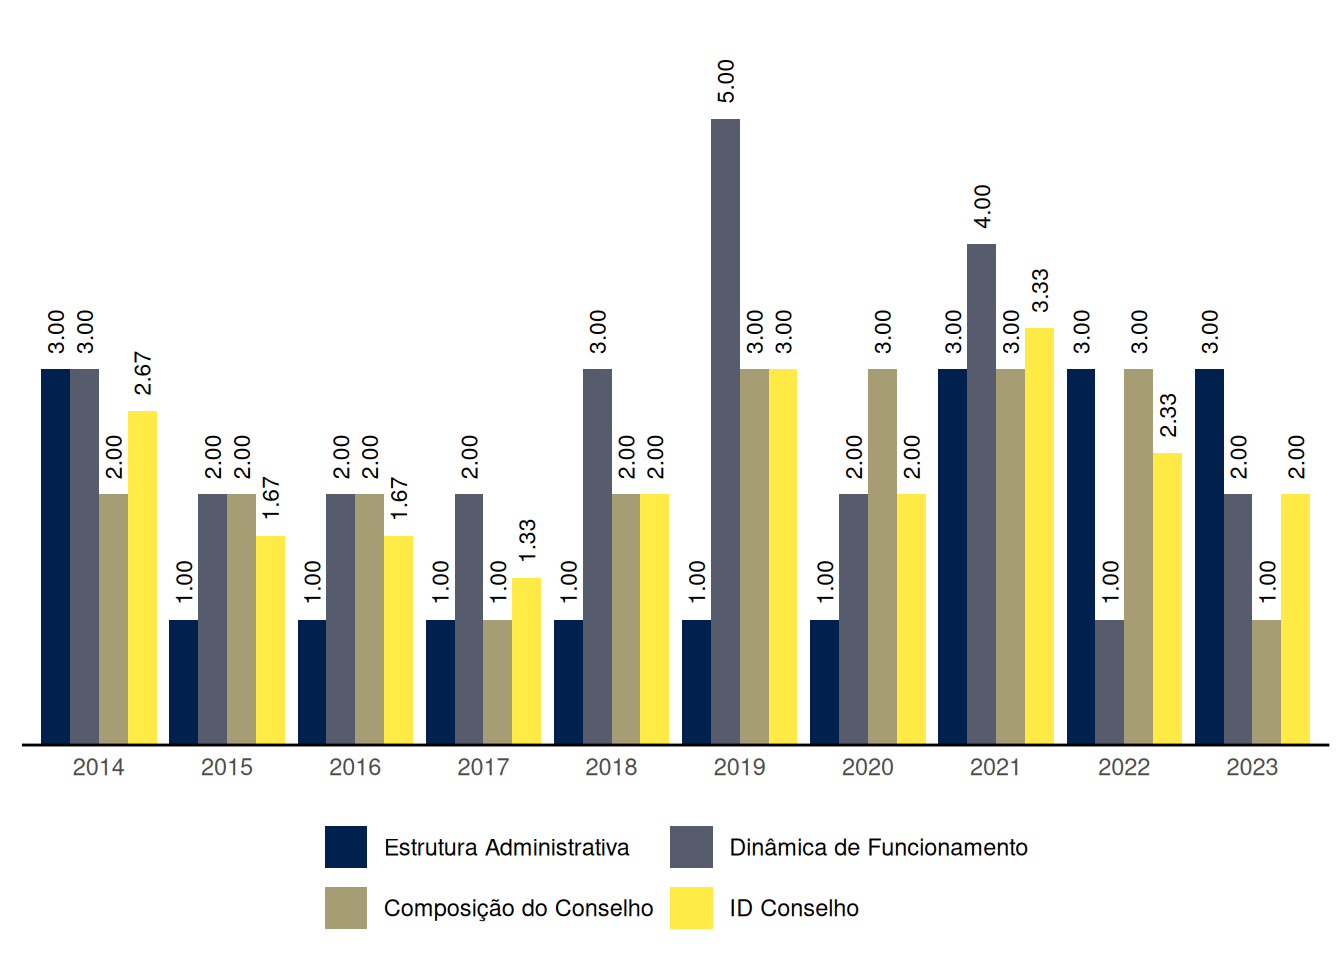 5.00
4.00
3.00 3.00 2.00 2.67
1.00 2.00 2.00 1.67
1.00 2.00 2.00 1.67
1.00 2.00 1.00 1.33
1.00 3.00 2.00 2.00
1.00 3.00 3.00
1.00 2.00 3.00 2.00
3.00 3.00 3.33
3.00 1.00 3.00 2.33
3.00 2.00 1.00 2.00
2014 2015 2016 2017 2018 2019 2020 2021 2022 2023
Estrutura Administrativa Dinâmica de Funcionamento
Composição do Conselho ID Conselho